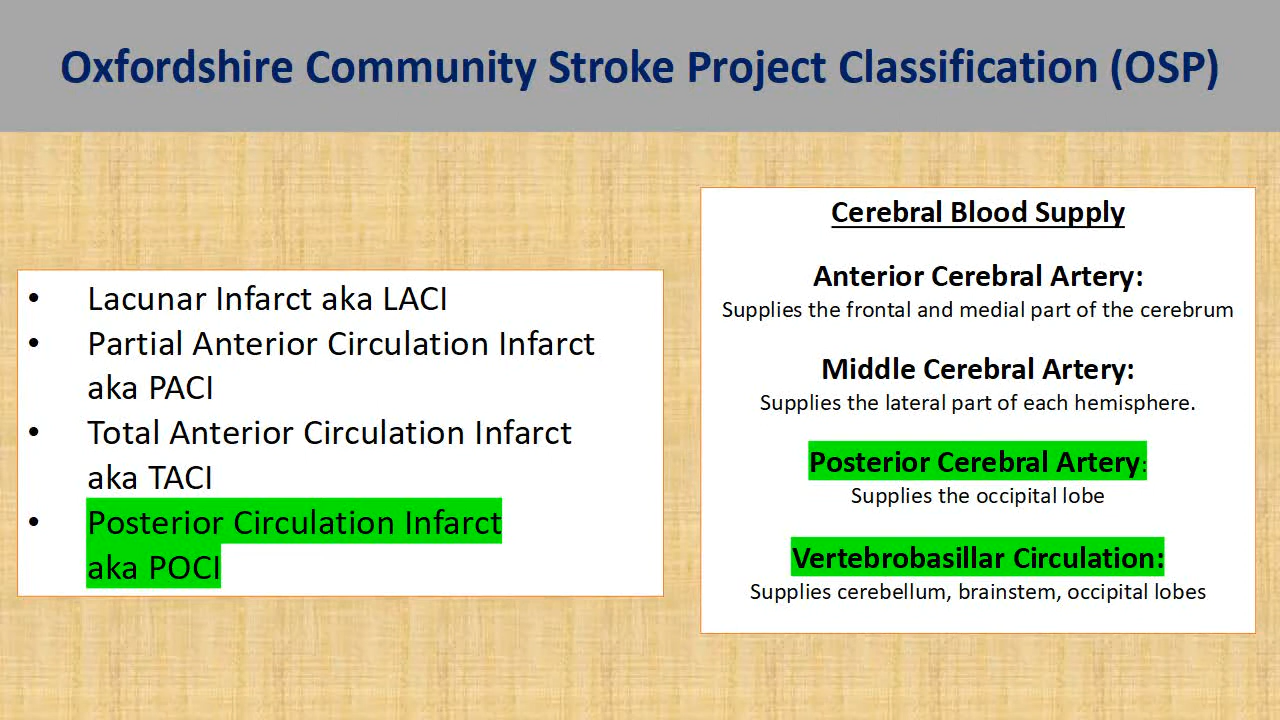 Oxfordshire Community Stroke Project Classification (OSP)
• Lacunar Infarct aka LACI
• Partial Anterior Circulation Infarct
aka PACI
• Total Anterior Circulation Infarct
aka TACI
• Posterior Circulation Infarct
aka POCI
Cerebral Blood Supply
Anterior Cerebral Artery:
Supplies the frontal and medial part of the cerebrum
Middle Cerebral Artery:
Supplies the lateral part of each hemisphere.
Posterior Cerebral Artery:
Supplies the occipital lobe
Vertebrobasillar Circulation:
Supplies cerebellum, brainstem, occipital lobes